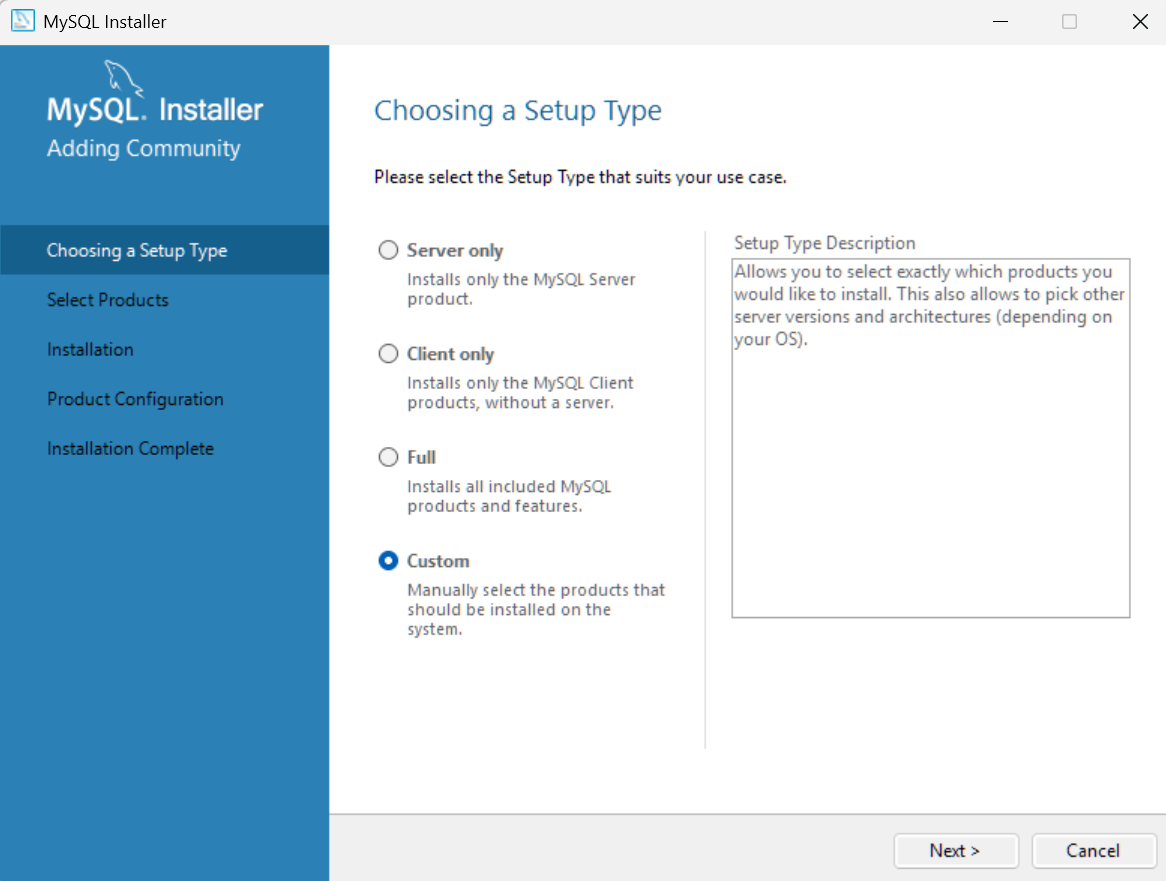 MySQL Installer
MySQL. Installer
Adding Community
Choosing a Setup Type
Select Products
Installation
Product Configuration
Installation Complete
Choosing a Setup Type
Please select the Setup Type that suits your use case.
Server only
Installs only the MySQL Server
product.
Client only
Installs only the MySQL Client
products, without a server.
Full
Installs all included MySQL
products and features.
Custom
Manually select the products that
should be installed on the
system.
Setup Type Description
Allows you to select exactly which products you
would like to install. This also allows to pick other
server versions and architectures (depending on
your OS).
Next >
Cancel